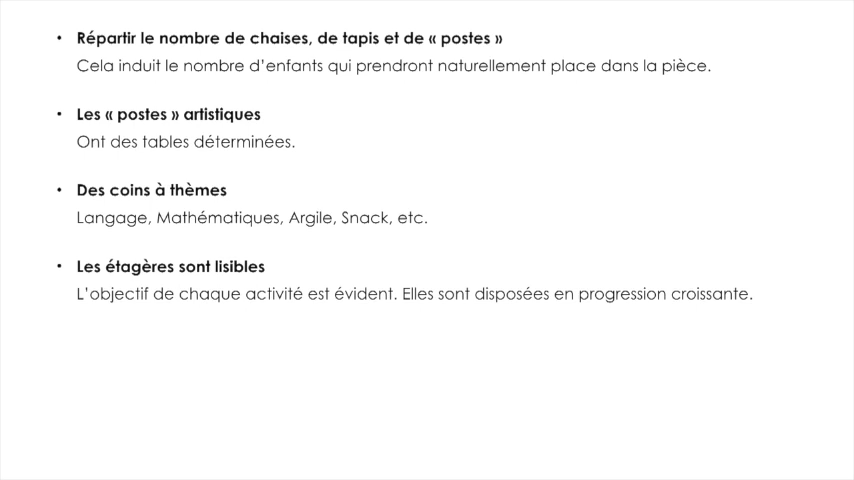 • Répartir le nombre de chaises, de tapis et de « postes »
Cela induit le nombre d’enfants qui prendront naturellement place dans la pièce.
• Les « postes » artistiques
Ont des tables déterminées.
• Des coins à thèmes
Langage, Mathématiques, Argile, Snack, etc.
• Les étagères sont lisibles
L’objectif de chaque activité est évident. Elles sont disposées en progression croissante.